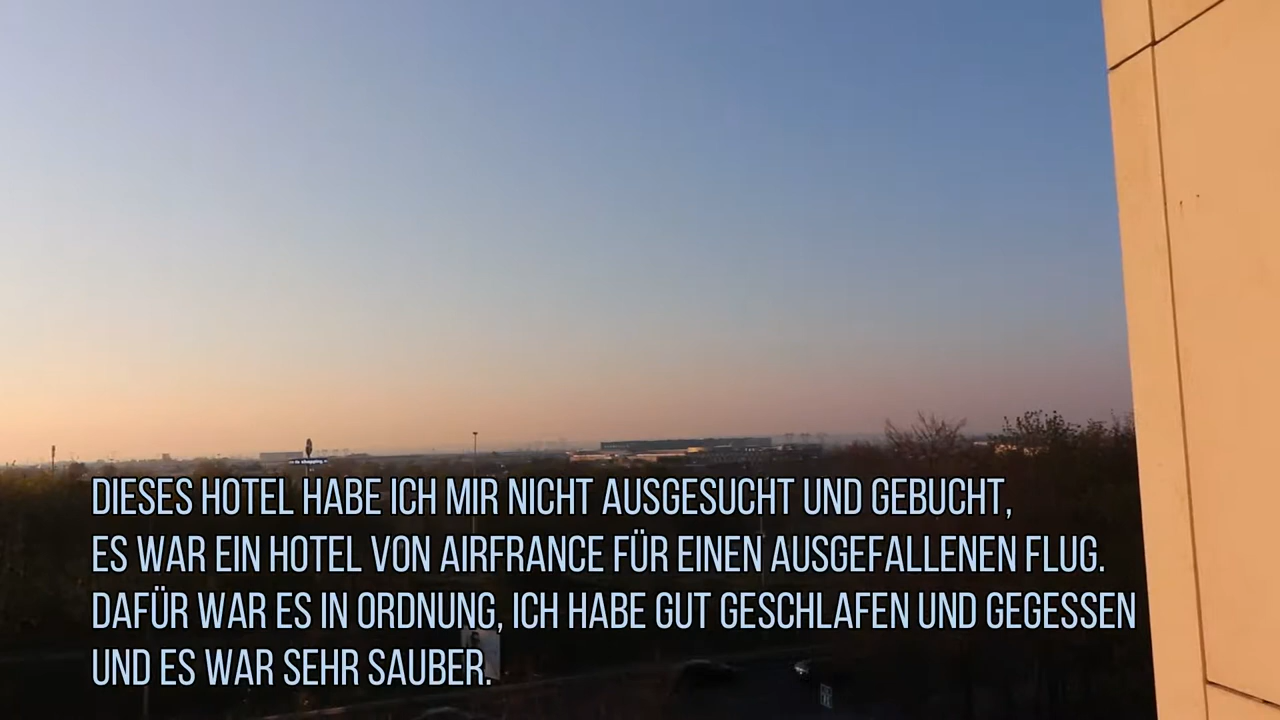 DIESES HOTEL HABE ICH MIR NICHT AUSGESUCHT UND GEBUCHT,
ES WAR EIN HOTEL VON AIRFRANCE FÜR EINEN AUSGEFALLENEN FLUG.
DAFÜR WAR ES IN ORDNUNG, ICH HABE GUT GESCHLAFEN UND GEGESSEN
UND ES WAR SEHR SAUBER.